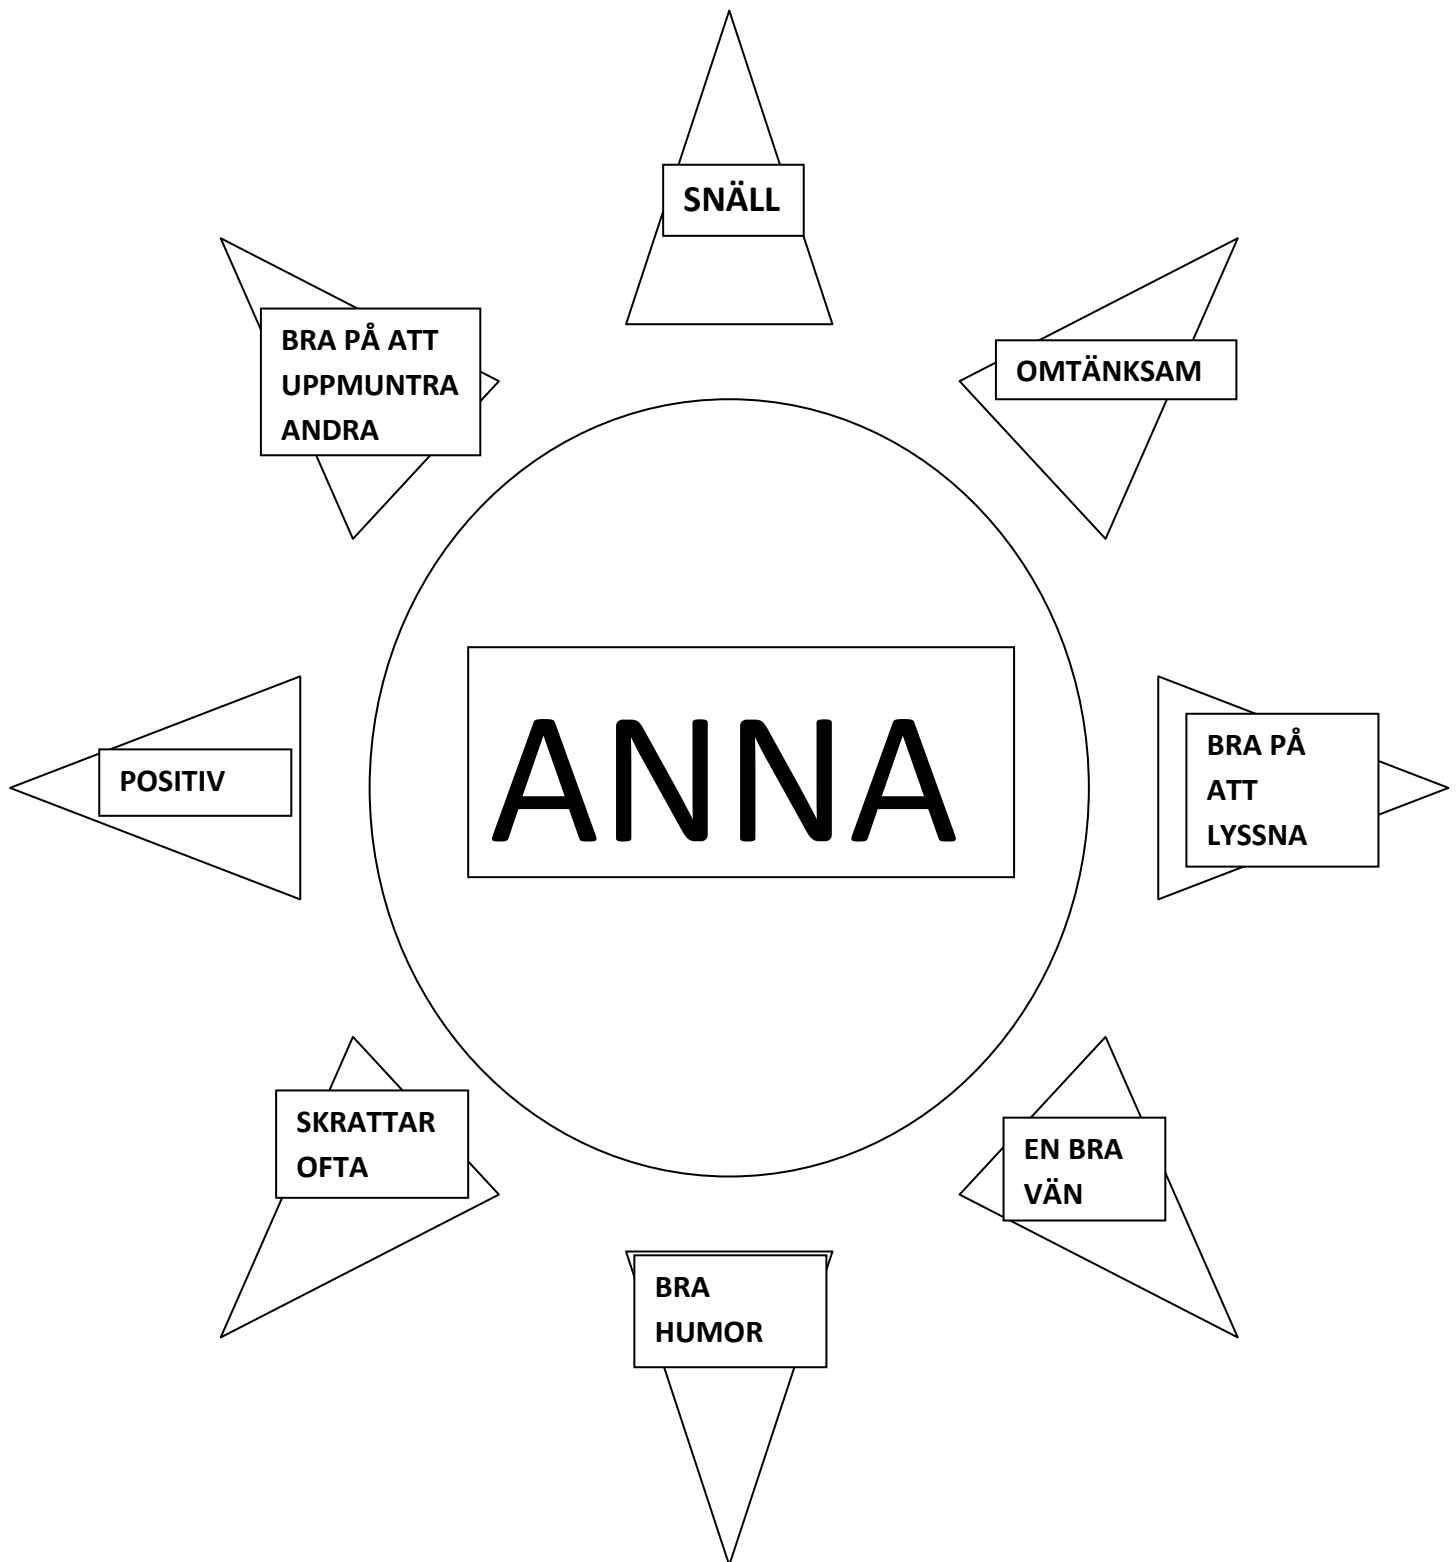 SNÄLL
BRA PÅ ATT
UPPMUNTRA
ANDRA
OMTÄNKSAM
ANNA
POSITIV
BRA PÅ
ATT
LYSSNA
SKRATTAR
OFTA
EN BRA
VÄN
BRA
HUMOR